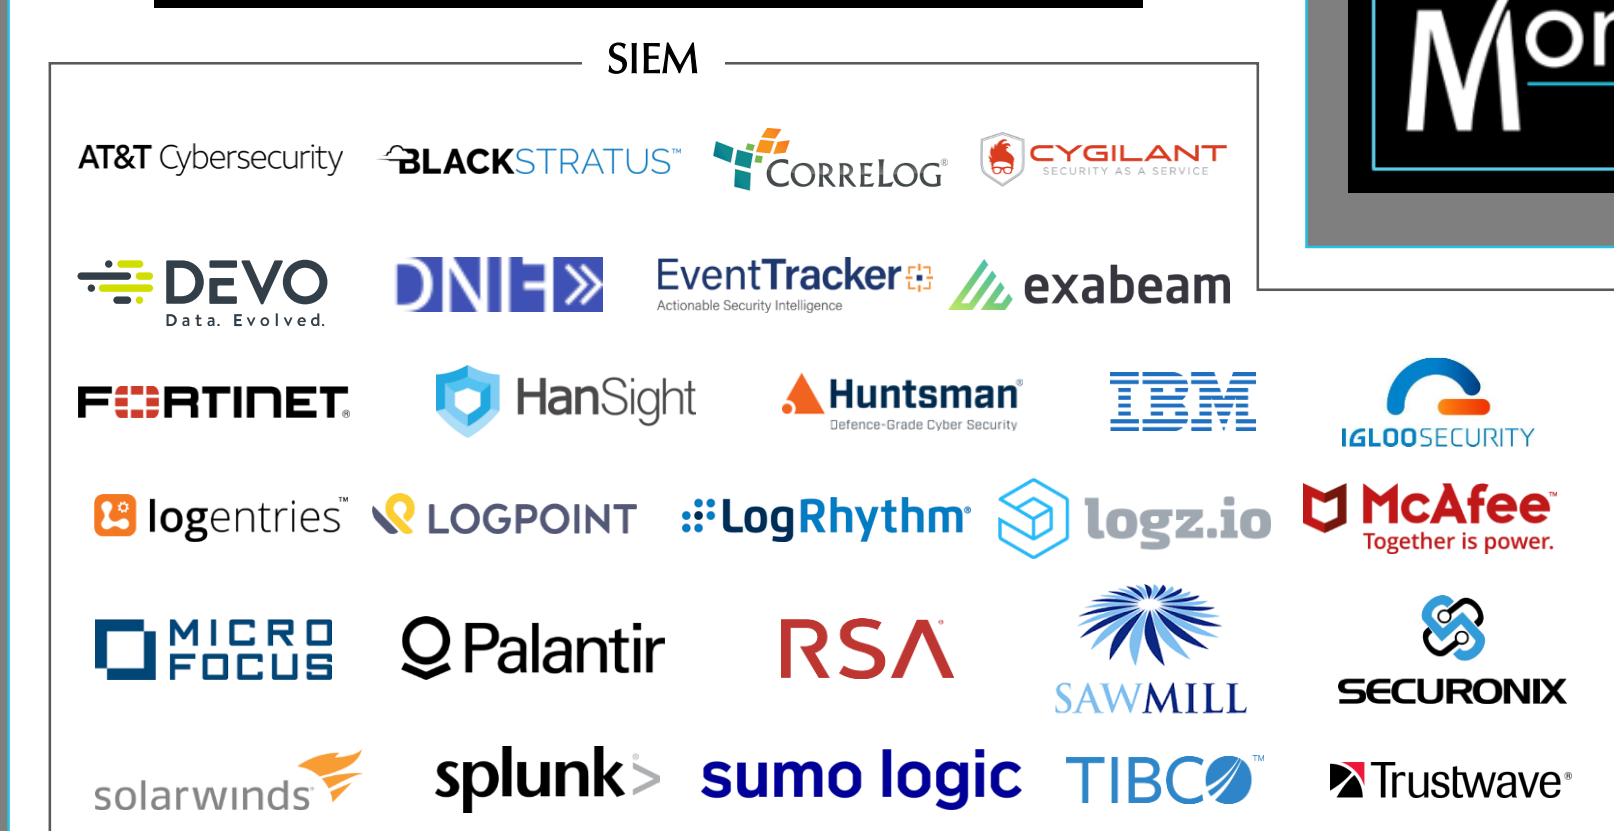 SIEM
AT&T Cybersecurity
BLACKSTRATUS™
CORRELOG®
CYGILANT
SECURITY AS A SERVICE
DEVO
Data. Evolved.
DNIF
EventTracker
Actionable Security Intelligence
exabeam
FORTINET®
HanSight
Huntsman®
Defence-Grade Cyber Security
IBM
IGLOOSECURITY
logentries™
LOGPOINT
LogRhythm®
logz.io
McAfee™
Together is power.
MICRO
FOCUS
Palantir
RSA®
SAWMILL
SECURONIX
solarwinds
splunk>
sumo logic
TIBCO™
Trustwave®